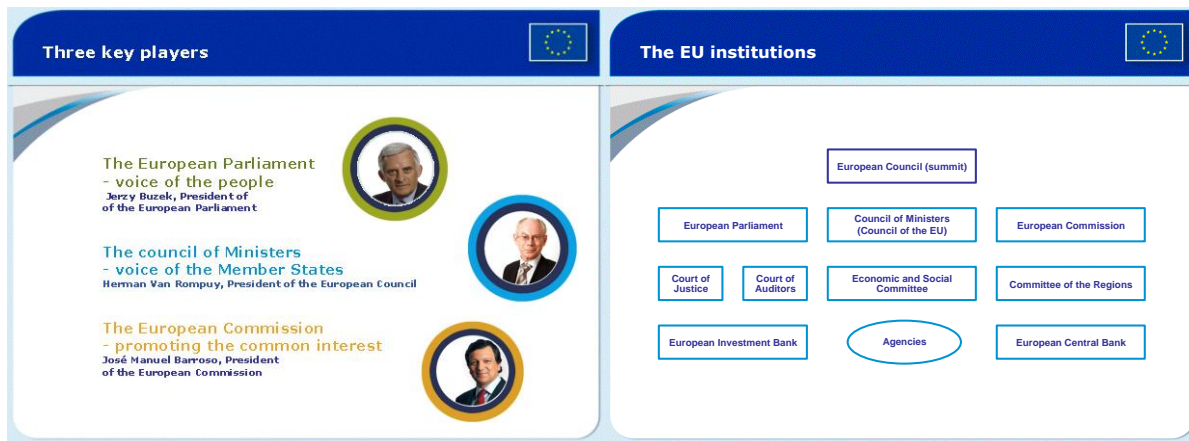 Three key players
The European Parliament
- voice of the people
Jerzy Buzek, President of
of the European Parliament
The council of Ministers
- voice of the Member States
Herman Van Rompuy, President of the European Council
The European Commission
- promoting the common interest
José Manuel Barroso, President
of the European Commission
The EU institutions
European Council (summit)
European Parliament
Council of Ministers
(Council of the EU)
European Commission
Court of
Justice
Court of
Auditors
Economic and Social
Committee
Committee of the Regions
European Investment Bank
Agencies
European Central Bank